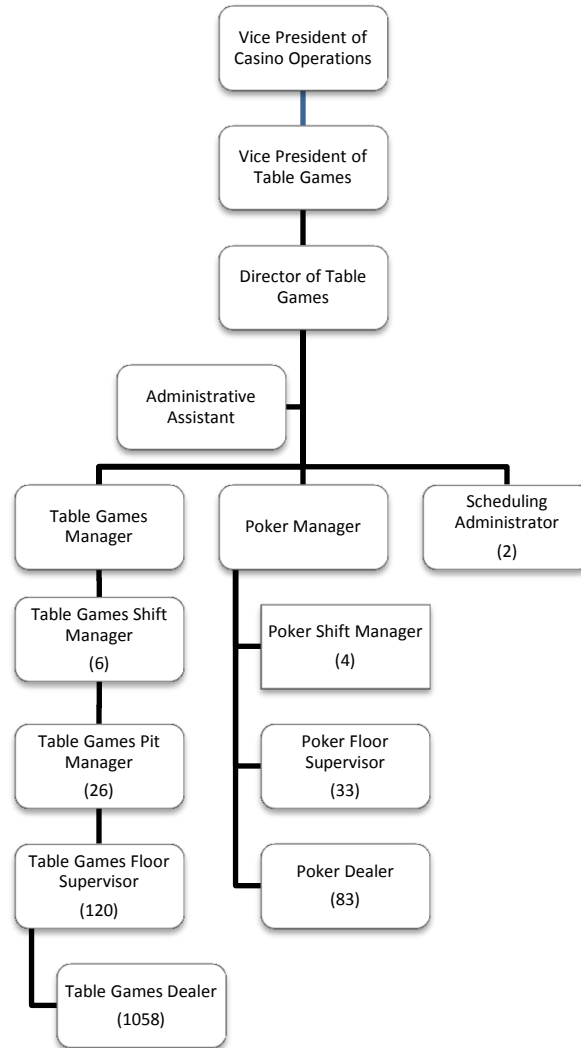 Vice President of
Casino Operations
Vice President of
Table Games
Director of Table
Games
Administrative
Assistant
Table Games
Manager
Poker Manager
Scheduling
Administrator
(2)
Table Games Shift
Manager
(6)
Poker Shift Manager
(4)
Table Games Pit
Manager
(26)
Poker Floor
Supervisor
(33)
Table Games Floor
Supervisor
(120)
Poker Dealer
(83)
Table Games Dealer
(1058)